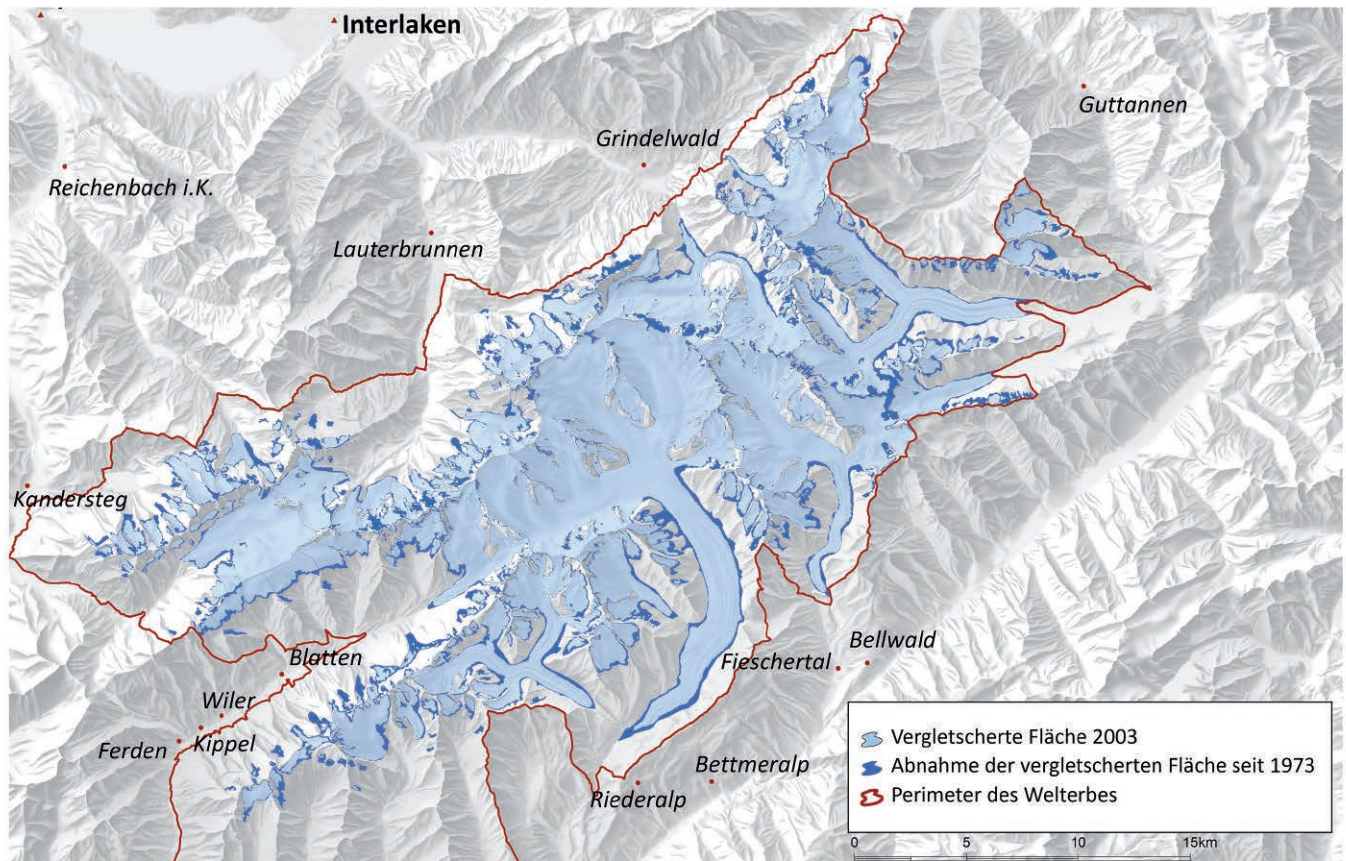 Interlaken
Guttannen
Grindelwald
Reichenbach i.K.
Lauterbrunnen
Kandersteg
Blatten
Bellwald
Fieschertal
Wiler
Kippel
Ferden
Bettmeralp
Riederalp
Vergletscherte Fläche 2003
Abnahme der vergletscherten Fläche seit 1973
Perimeter des Welterbes
0 5 10 15km